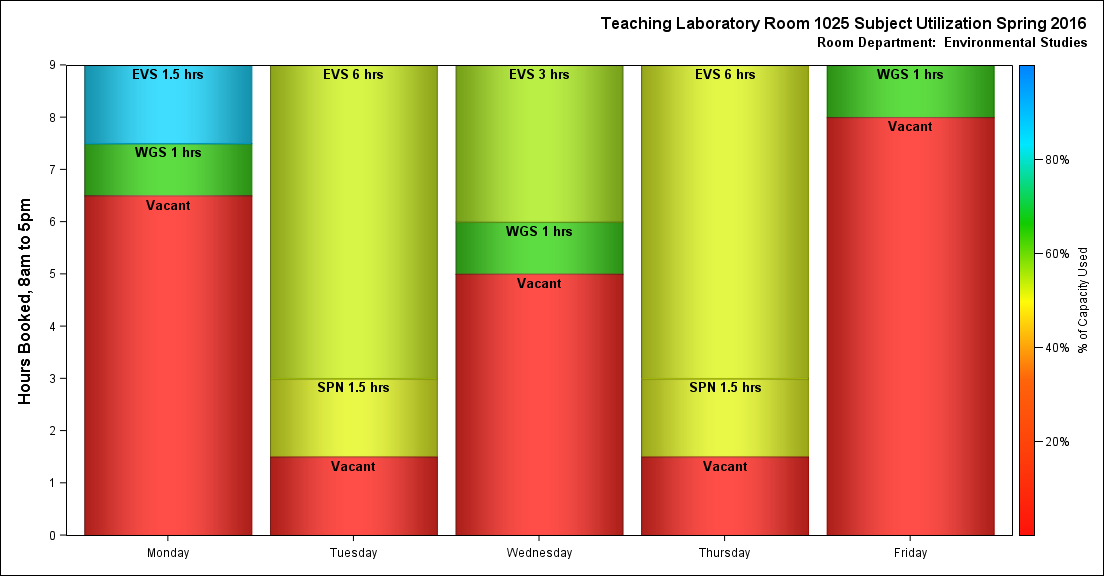 Teaching Laboratory Room 1025 Subject Utilization Spring 2016
Room Department:  Environmental Studies
Hours Booked, 8am to 5pm
9
8
7
6
5
4
3
2
1
0
EVS 1.5 hrs
WGS 1 hrs
Vacant
EVS 6 hrs
SPN 1.5 hrs
Vacant
EVS 3 hrs
WGS 1 hrs
Vacant
EVS 6 hrs
SPN 1.5 hrs
Vacant
WGS 1 hrs
Vacant
Monday
Tuesday
Wednesday
Thursday
Friday
80%
60%
40%
20%
% of Capacity Used